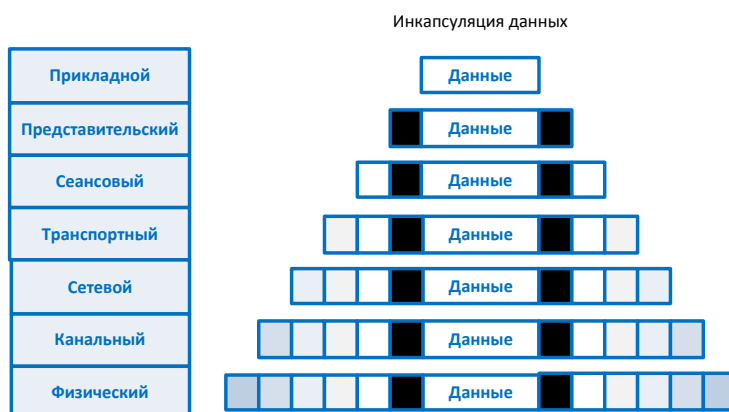 Инкапсуляция данных
Прикладной
Данные
Представительский
Данные
Сеансовый
Данные
Транспортный
Данные
Сетевой
Данные
Канальный
Данные
Физический
Данные